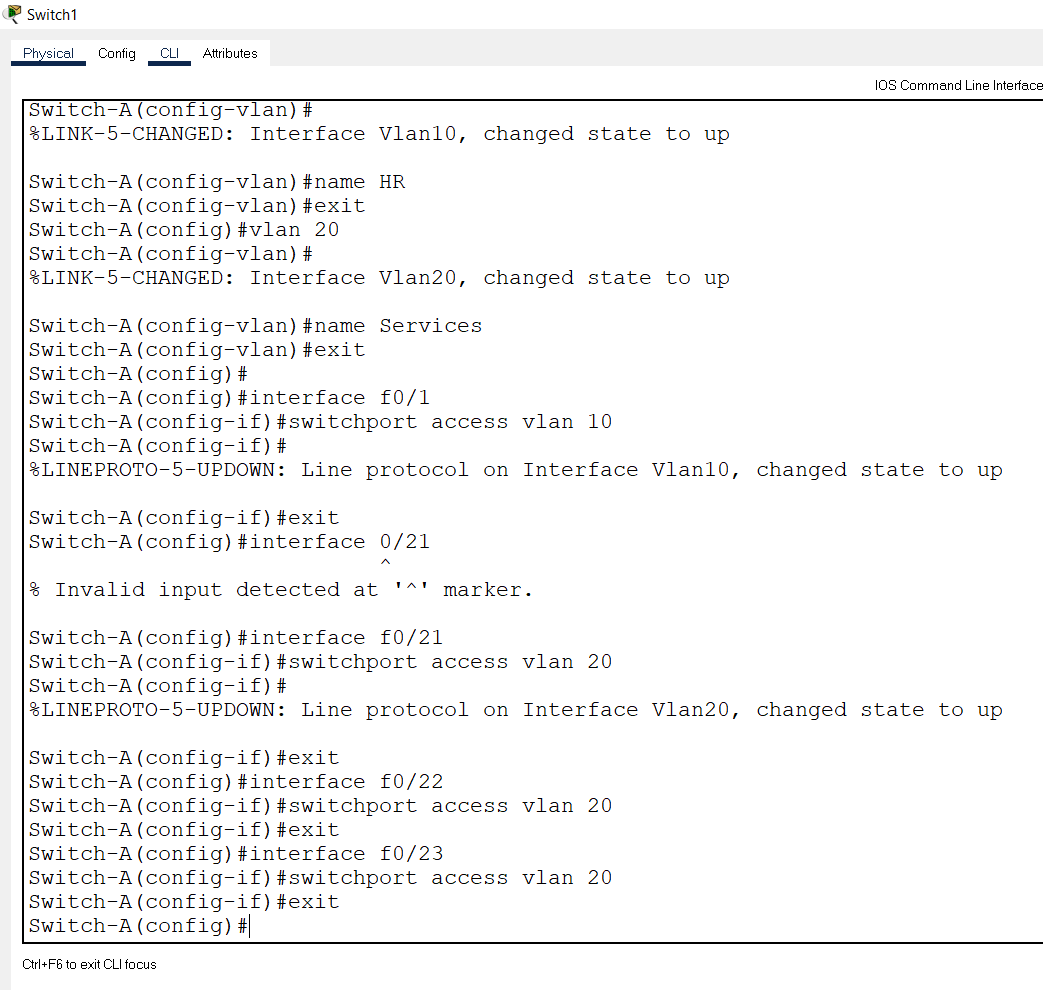 Switch1
Physical Config CLI Attributes
IOS Command Line Interface
Switch-A(config-vlan)#
%LINK-5-CHANGED: Interface Vlan10, changed state to up
Switch-A(config-vlan)#name HR
Switch-A(config-vlan)#exit
Switch-A(config)#vlan 20
Switch-A(config-vlan)#
%LINK-5-CHANGED: Interface Vlan20, changed state to up
Switch-A(config-vlan)#name Services
Switch-A(config-vlan)#exit
Switch-A(config)#
Switch-A(config)#interface f0/1
Switch-A(config-if)#switchport access vlan 10
Switch-A(config-if)#
%LINEPROTO-5-UPDOWN: Line protocol on Interface Vlan10, changed state to up
Switch-A(config-if)#exit
Switch-A(config)#interface 0/21
^
% Invalid input detected at '^' marker.
Switch-A(config)#interface f0/21
Switch-A(config-if)#switchport access vlan 20
Switch-A(config-if)#
%LINEPROTO-5-UPDOWN: Line protocol on Interface Vlan20, changed state to up
Switch-A(config-if)#exit
Switch-A(config)#interface f0/22
Switch-A(config-if)#switchport access vlan 20
Switch-A(config-if)#exit
Switch-A(config)#interface f0/23
Switch-A(config-if)#switchport access vlan 20
Switch-A(config-if)#exit
Switch-A(config)#
Ctrl+F6 to exit CLI focus